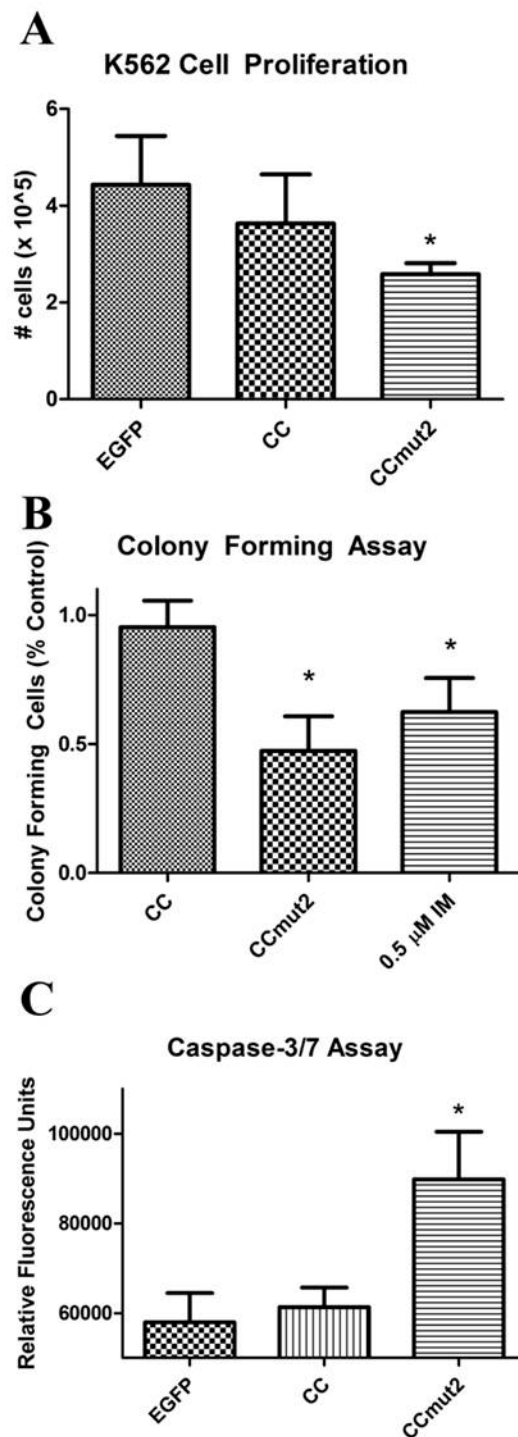 A
K562 Cell Proliferation
# cells (x 10^5)
6
4
2
0
*
EGFP
CC
CCmut2
B
Colony Forming Assay
Colony Forming Cells (% Control)
1.0
0.5
0.0
*
*
CC
CCmut2
0.5 μM IM
C
Caspase-3/7 Assay
Relative Fluorescence Units
100000
80000
60000
*
EGFP
CC
CCmut2